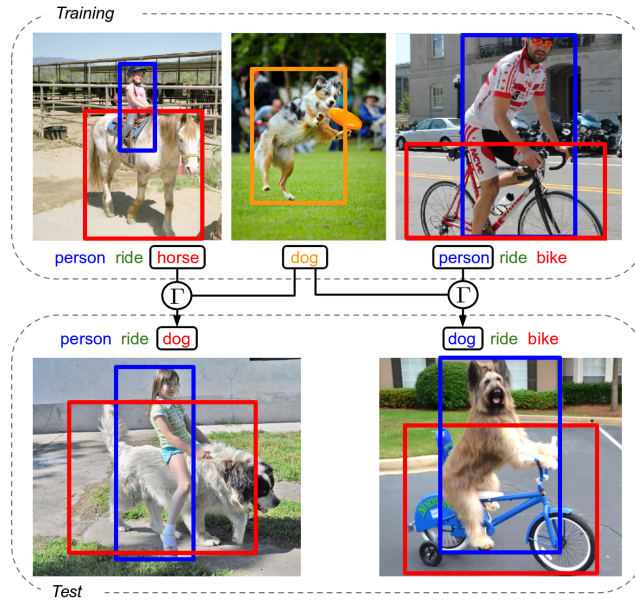 Training
person ride horse
dog
person ride bike
Γ
Γ
person ride dog
dog ride bike
Test